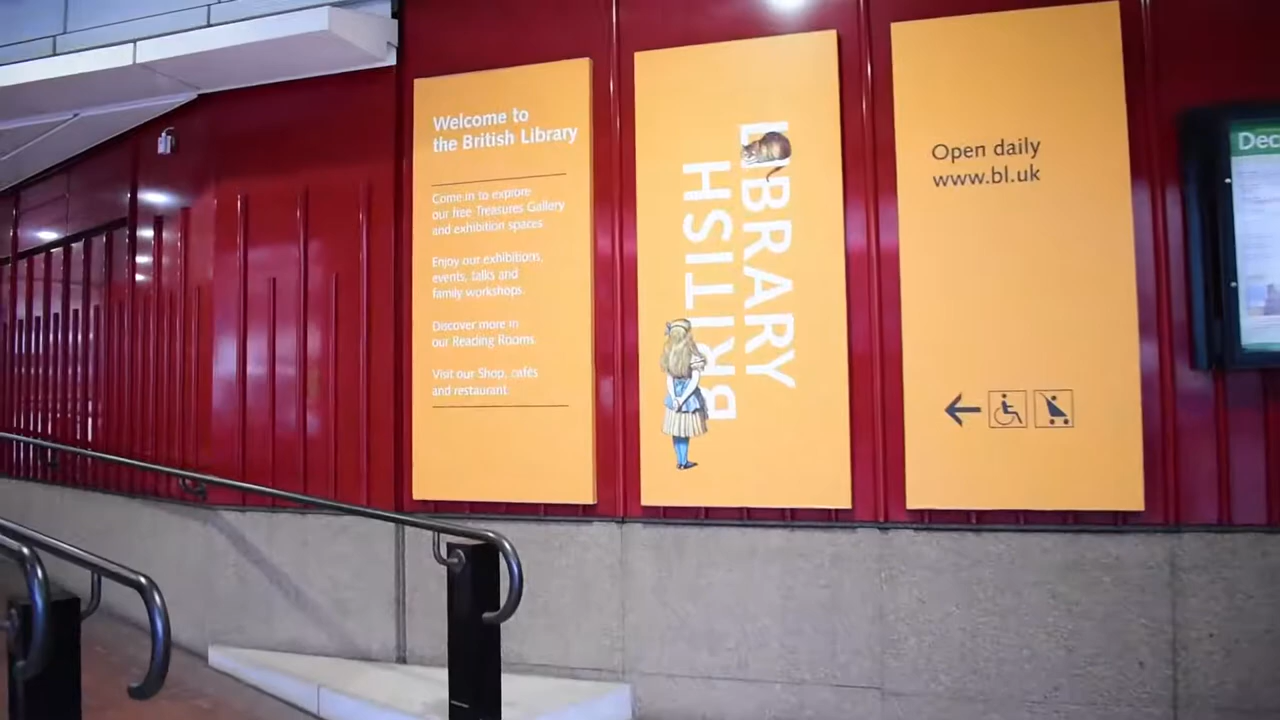 Welcome to
the British Library
Come in to explore
our free Treasures Gallery
and exhibition spaces
Enjoy our exhibitions,
events, talks and
family workshops.
Discover more in
our Reading Rooms.
Visit our Shop, cafés
and restaurant
BRITISH
LIBRARY
Open daily
www.bl.uk
Dec